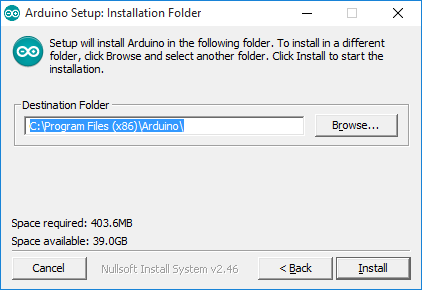 Arduino Setup: Installation Folder
Setup will install Arduino in the following folder. To install in a different
folder, click Browse and select another folder. Click Install to start the
installation.
Destination Folder
C:\Program Files (x86)\Arduino\
Browse...
Space required: 403.6MB
Space available: 39.0GB
Cancel
Nullsoft Install System v2.46
< Back
Install